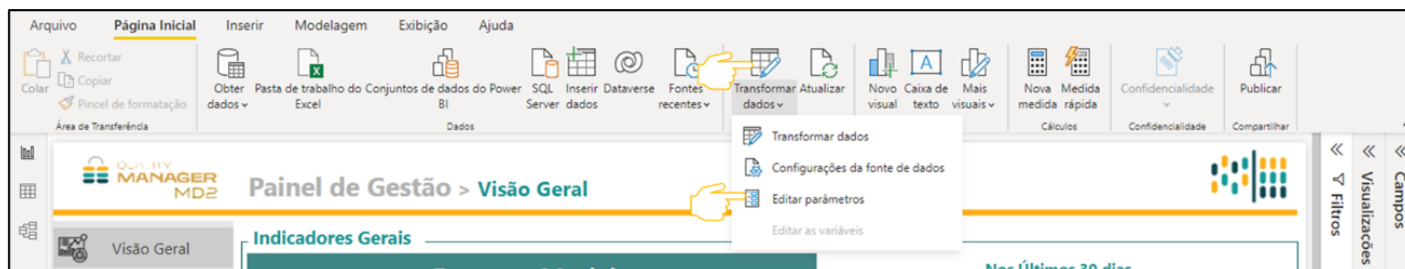 Arquivo Página Inicial Inserir Modelagem Exibição Ajuda
Recortar
Copiar
Pincel de formatação
Colar
Área de Transferência
Obter dados
Pasta de trabalho do Excel
Conjuntos de dados do Power BI
SQL Server
Inserir dados
Dataverse
Fontes recentes
Dados
Transformar dados
Atualizar
Novo visual
Caixa de texto
Mais visuais
Nova medida
Medida rápida
Cálculos
Confidencialidade
Confidencialidade
Publicar
Compartilhar
Transformar dados
Configurações da fonte de dados
Editar parâmetros
Editar as variáveis
MANAGER
MD2
Painel de Gestão > Visão Geral
Visão Geral
Indicadores Gerais
Nos Últimos 30 dias
Filtros
Visualizações
Campos